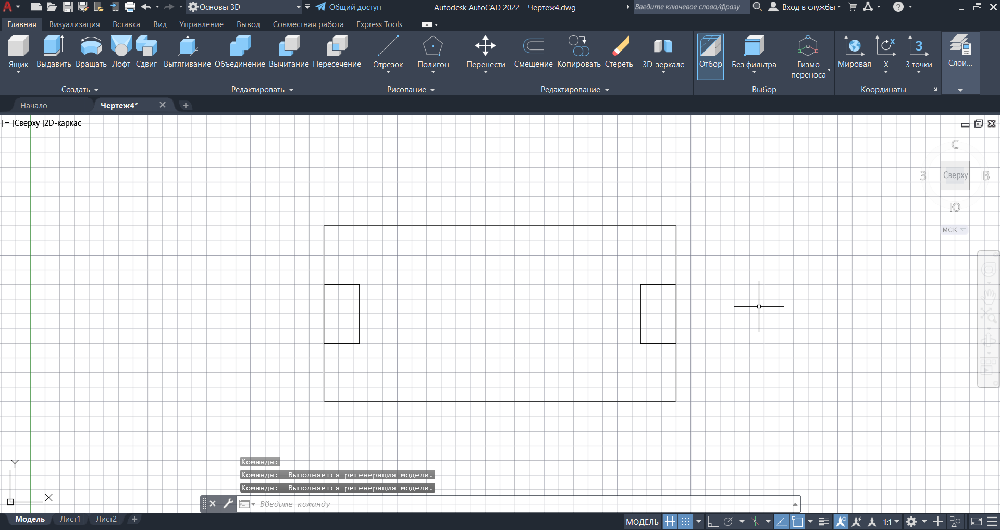 Основы 3D
Общий доступ
Autodesk AutoCAD 2022 Чертеж4.dwg
Введите ключевое слово/фразу
Вход в службы
Главная Визуализация Вставка Вид Управление Вывод Совместная работа Express Tools
Ящик Выдавить Вращать Лофт Сдвиг
Вытягивание Объединение Вычитание Пересечение
Отрезок Полигон
Перенести Смещение Копировать Стереть 3D-зеркало
Отбор Без фильтра Гизмо переноса
Мировая X 3 точки
Слои...
Создать Редактировать Рисование Редактирование Выбор Координаты
Начало Чертеж4*
[−][Сверху][2D-каркас]
С
З Сверху В
Ю
МСК
Y
X
Команда:
Команда: Выполняется регенерация модели.
Команда: Выполняется регенерация модели.
Введите команду
Модель Лист1 Лист2
МОДЕЛЬ 1:1